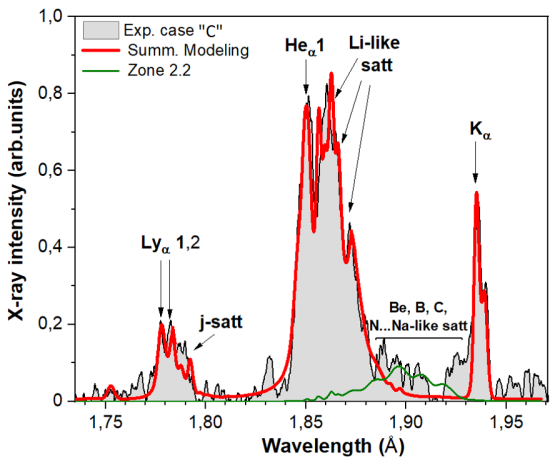 Exp. case "C"
Summ. Modeling
Zone 2.2
Heα1
Li-like
satt
Kα
Lyα 1,2
j-satt
Be, B, C,
N...Na-like satt
X-ray intensity (arb.units)
0,8
0,6
0,4
0,2
0
1.75
1.80
1.85
1.90
1.95
Wavelength (Å)